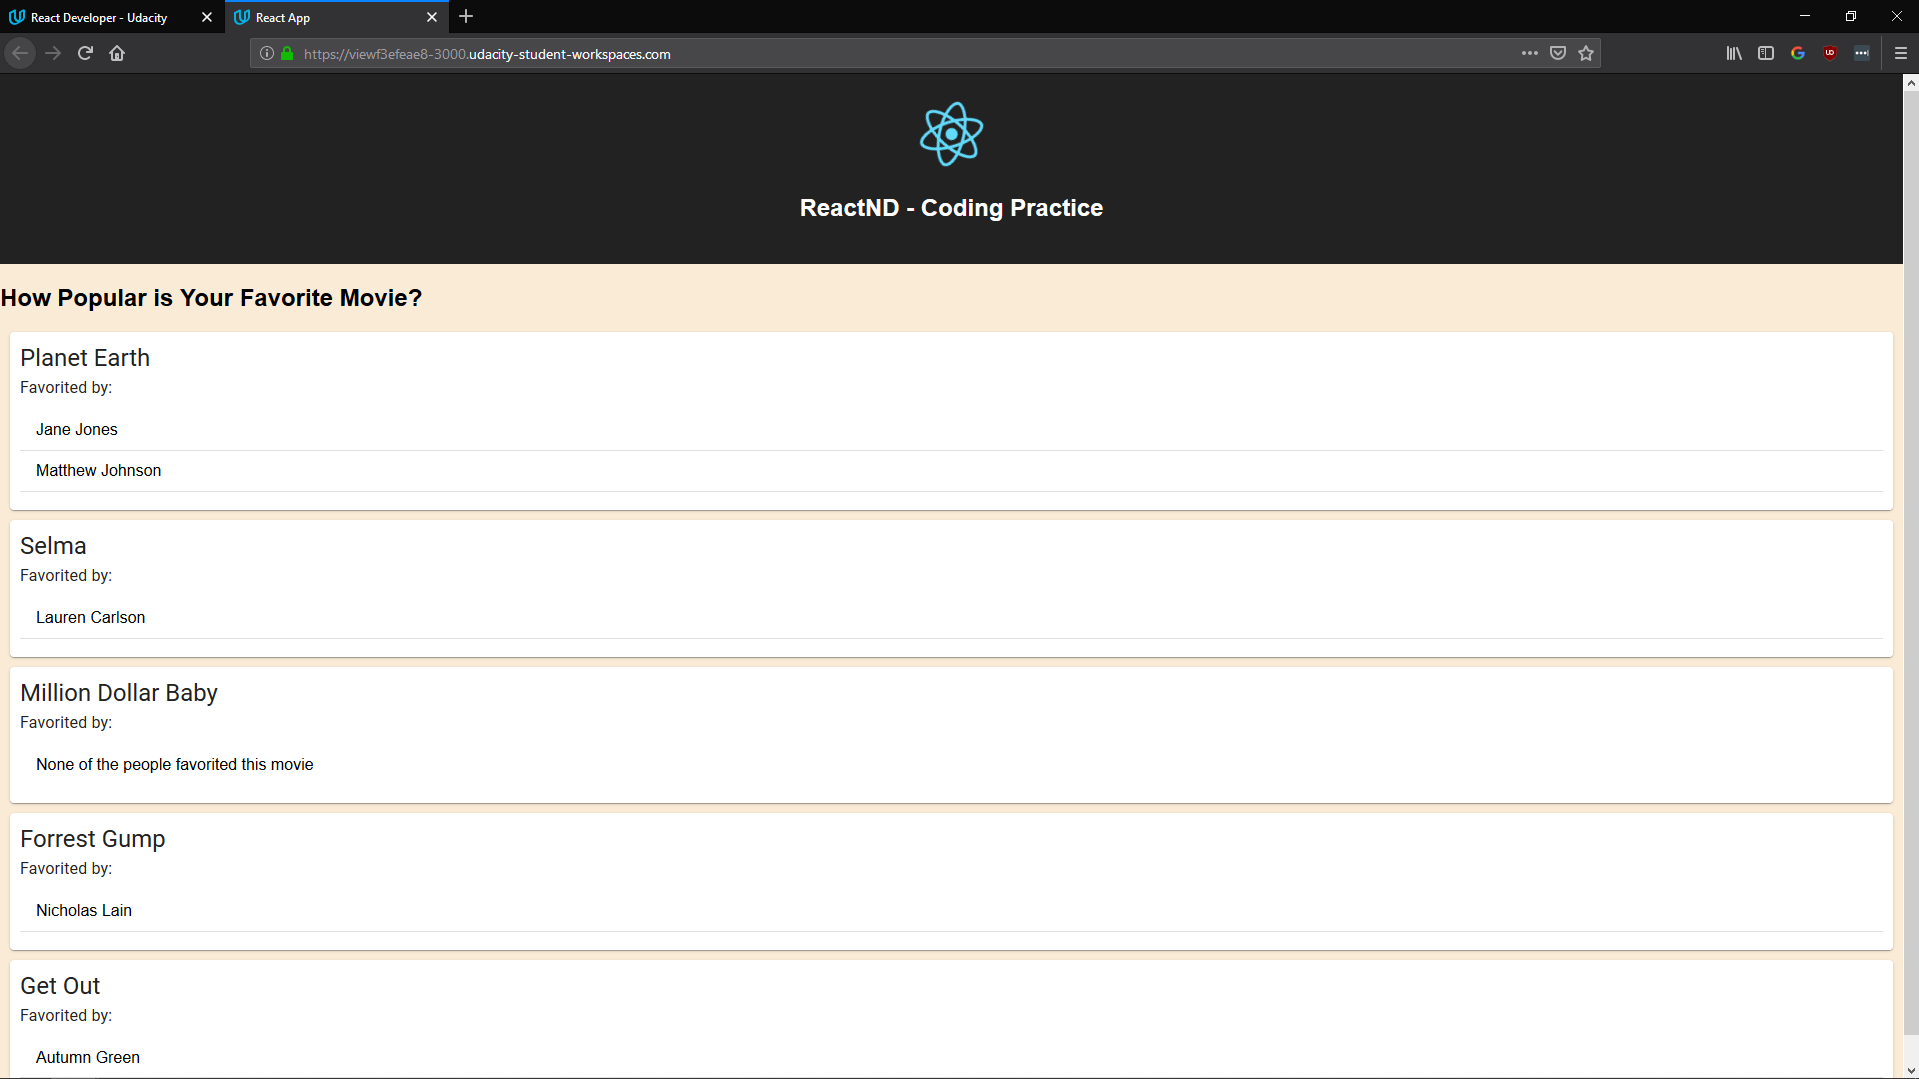 React Developer - Udacity
React App
https://viewf3efeae8-3000.udacity-student-workspaces.com
ReactND - Coding Practice
How Popular is Your Favorite Movie?
Planet Earth
Favorited by:
Jane Jones
Matthew Johnson
Selma
Favorited by:
Lauren Carlson
Million Dollar Baby
Favorited by:
None of the people favorited this movie
Forrest Gump
Favorited by:
Nicholas Lain
Get Out
Favorited by:
Autumn Green